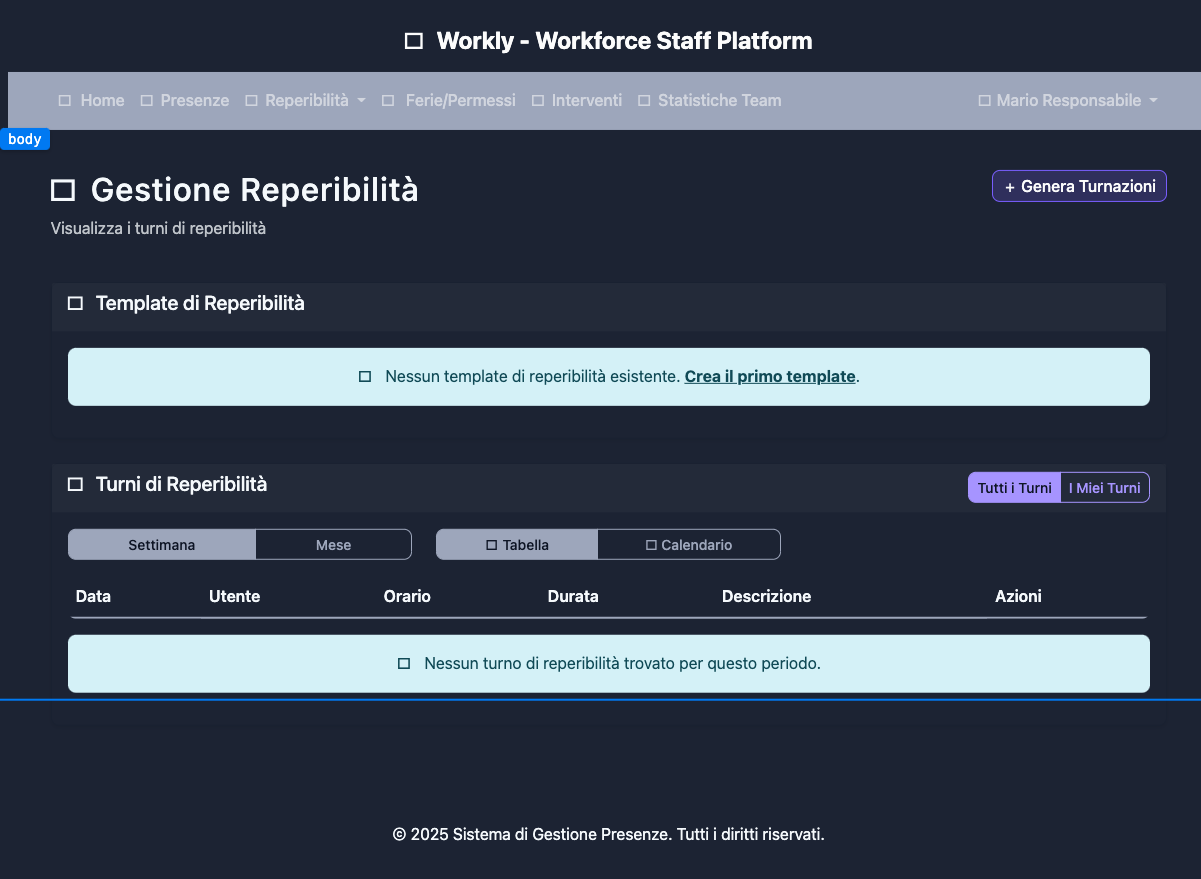 Workly - Workforce Staff Platform
Home Presenze Reperibilità Ferie/Permessi Interventi Statistiche Team Mario Responsabile
body
Gestione Reperibilità
+ Genera Turnazioni
Visualizza i turni di reperibilità
Template di Reperibilità
Nessun template di reperibilità esistente. Crea il primo template.
Turni di Reperibilità
Tutti i Turni I Miei Turni
Settimana Mese Tabella Calendario
Data Utente Orario Durata Descrizione Azioni
Nessun turno di reperibilità trovato per questo periodo.
© 2025 Sistema di Gestione Presenze. Tutti i diritti riservati.